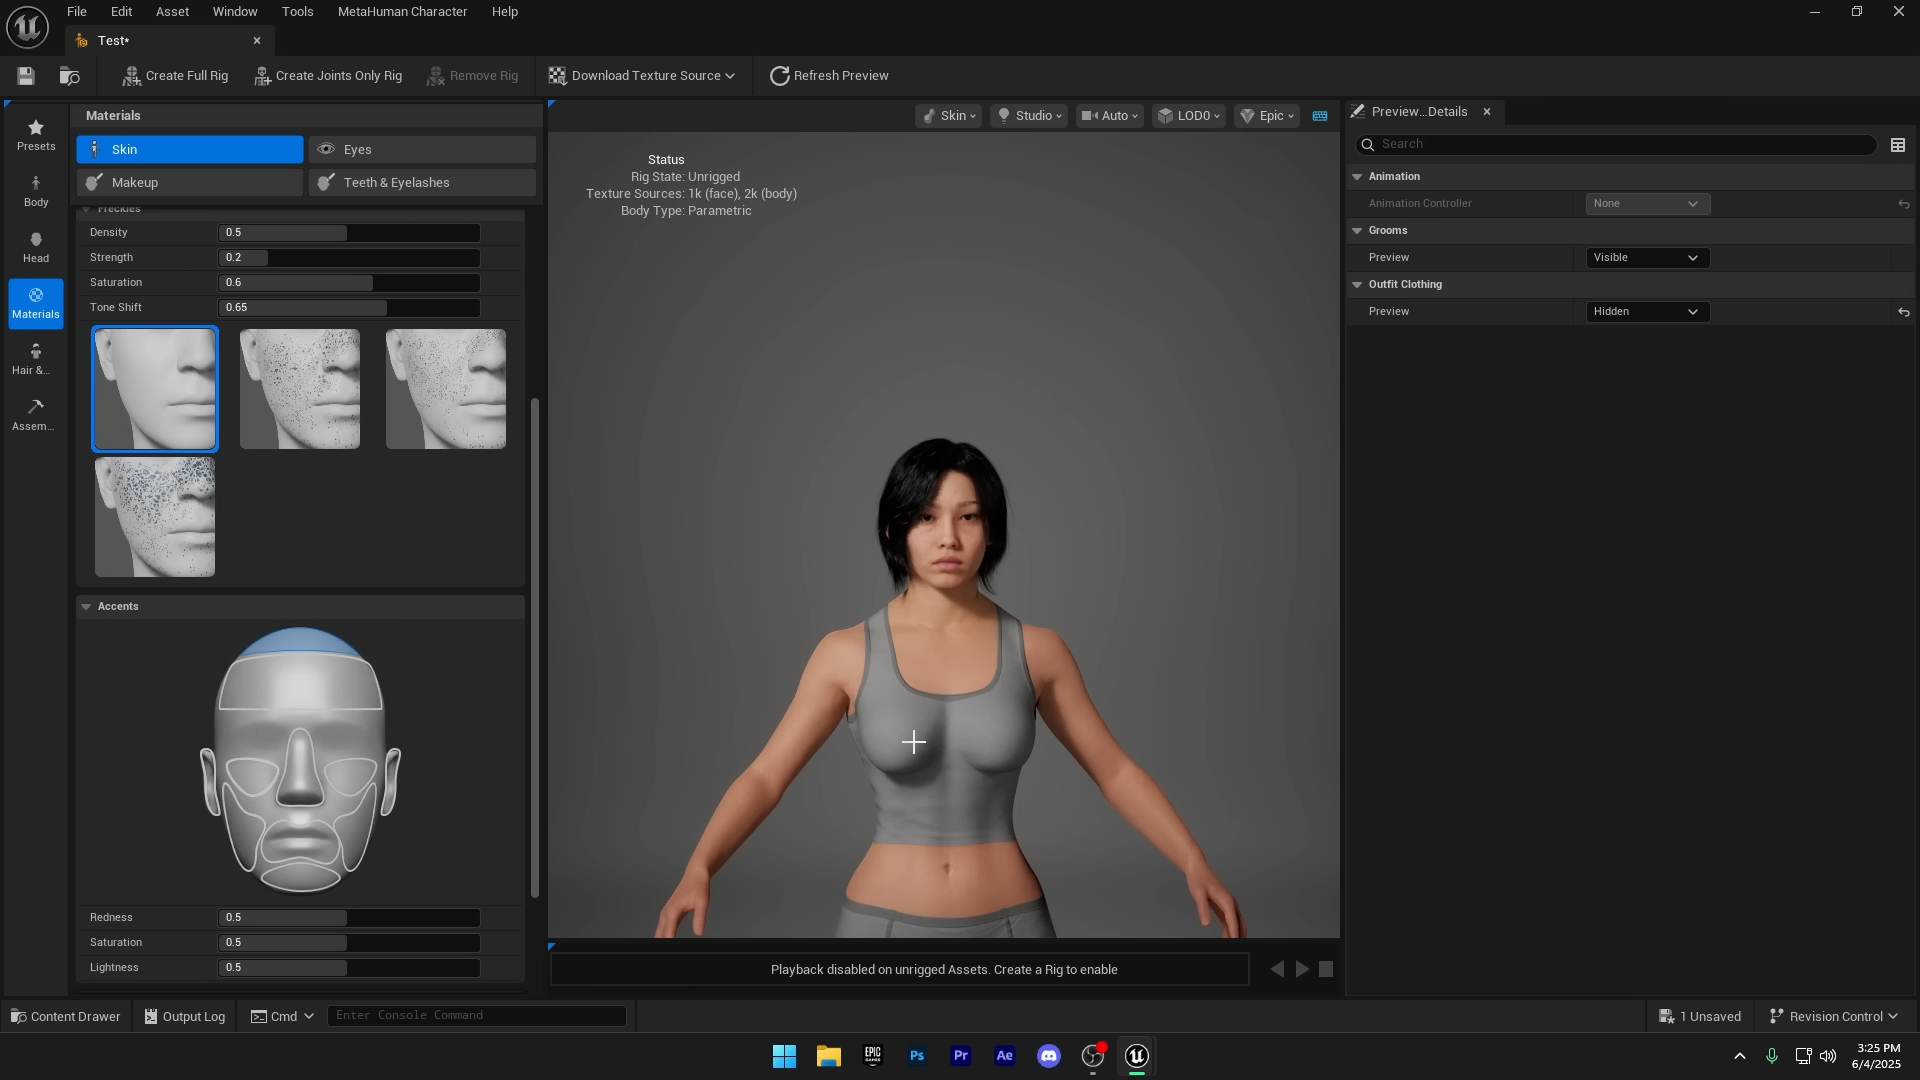 File Edit Asset Window Tools MetaHuman Character Help
Test*
Create Full Rig Create Joints Only Rig Remove Rig Download Texture Source Refresh Preview
Presets
Body
Head
Materials
Hair &...
Assem...
Materials
Skin Eyes
Makeup Teeth & Eyelashes
Freckles
Density 0.5
Strength 0.2
Saturation 0.6
Tone Shift 0.65
Accents
Redness 0.5
Saturation 0.5
Lightness 0.5
Skin Studio Auto LOD0 Epic
Status
Rig State: Unrigged
Texture Sources: 1k (face), 2k (body)
Body Type: Parametric
Playback disabled on unrigged Assets. Create a Rig to enable
Preview...Details
Search
Animation
Animation Controller None
Grooms
Preview Visible
Outfit Clothing
Preview Hidden
Content Drawer Output Log Cmd Enter Console Command 1 Unsaved Revision Control
EPIC GAMES Ps Pr Ae
3:25 PM
6/4/2025